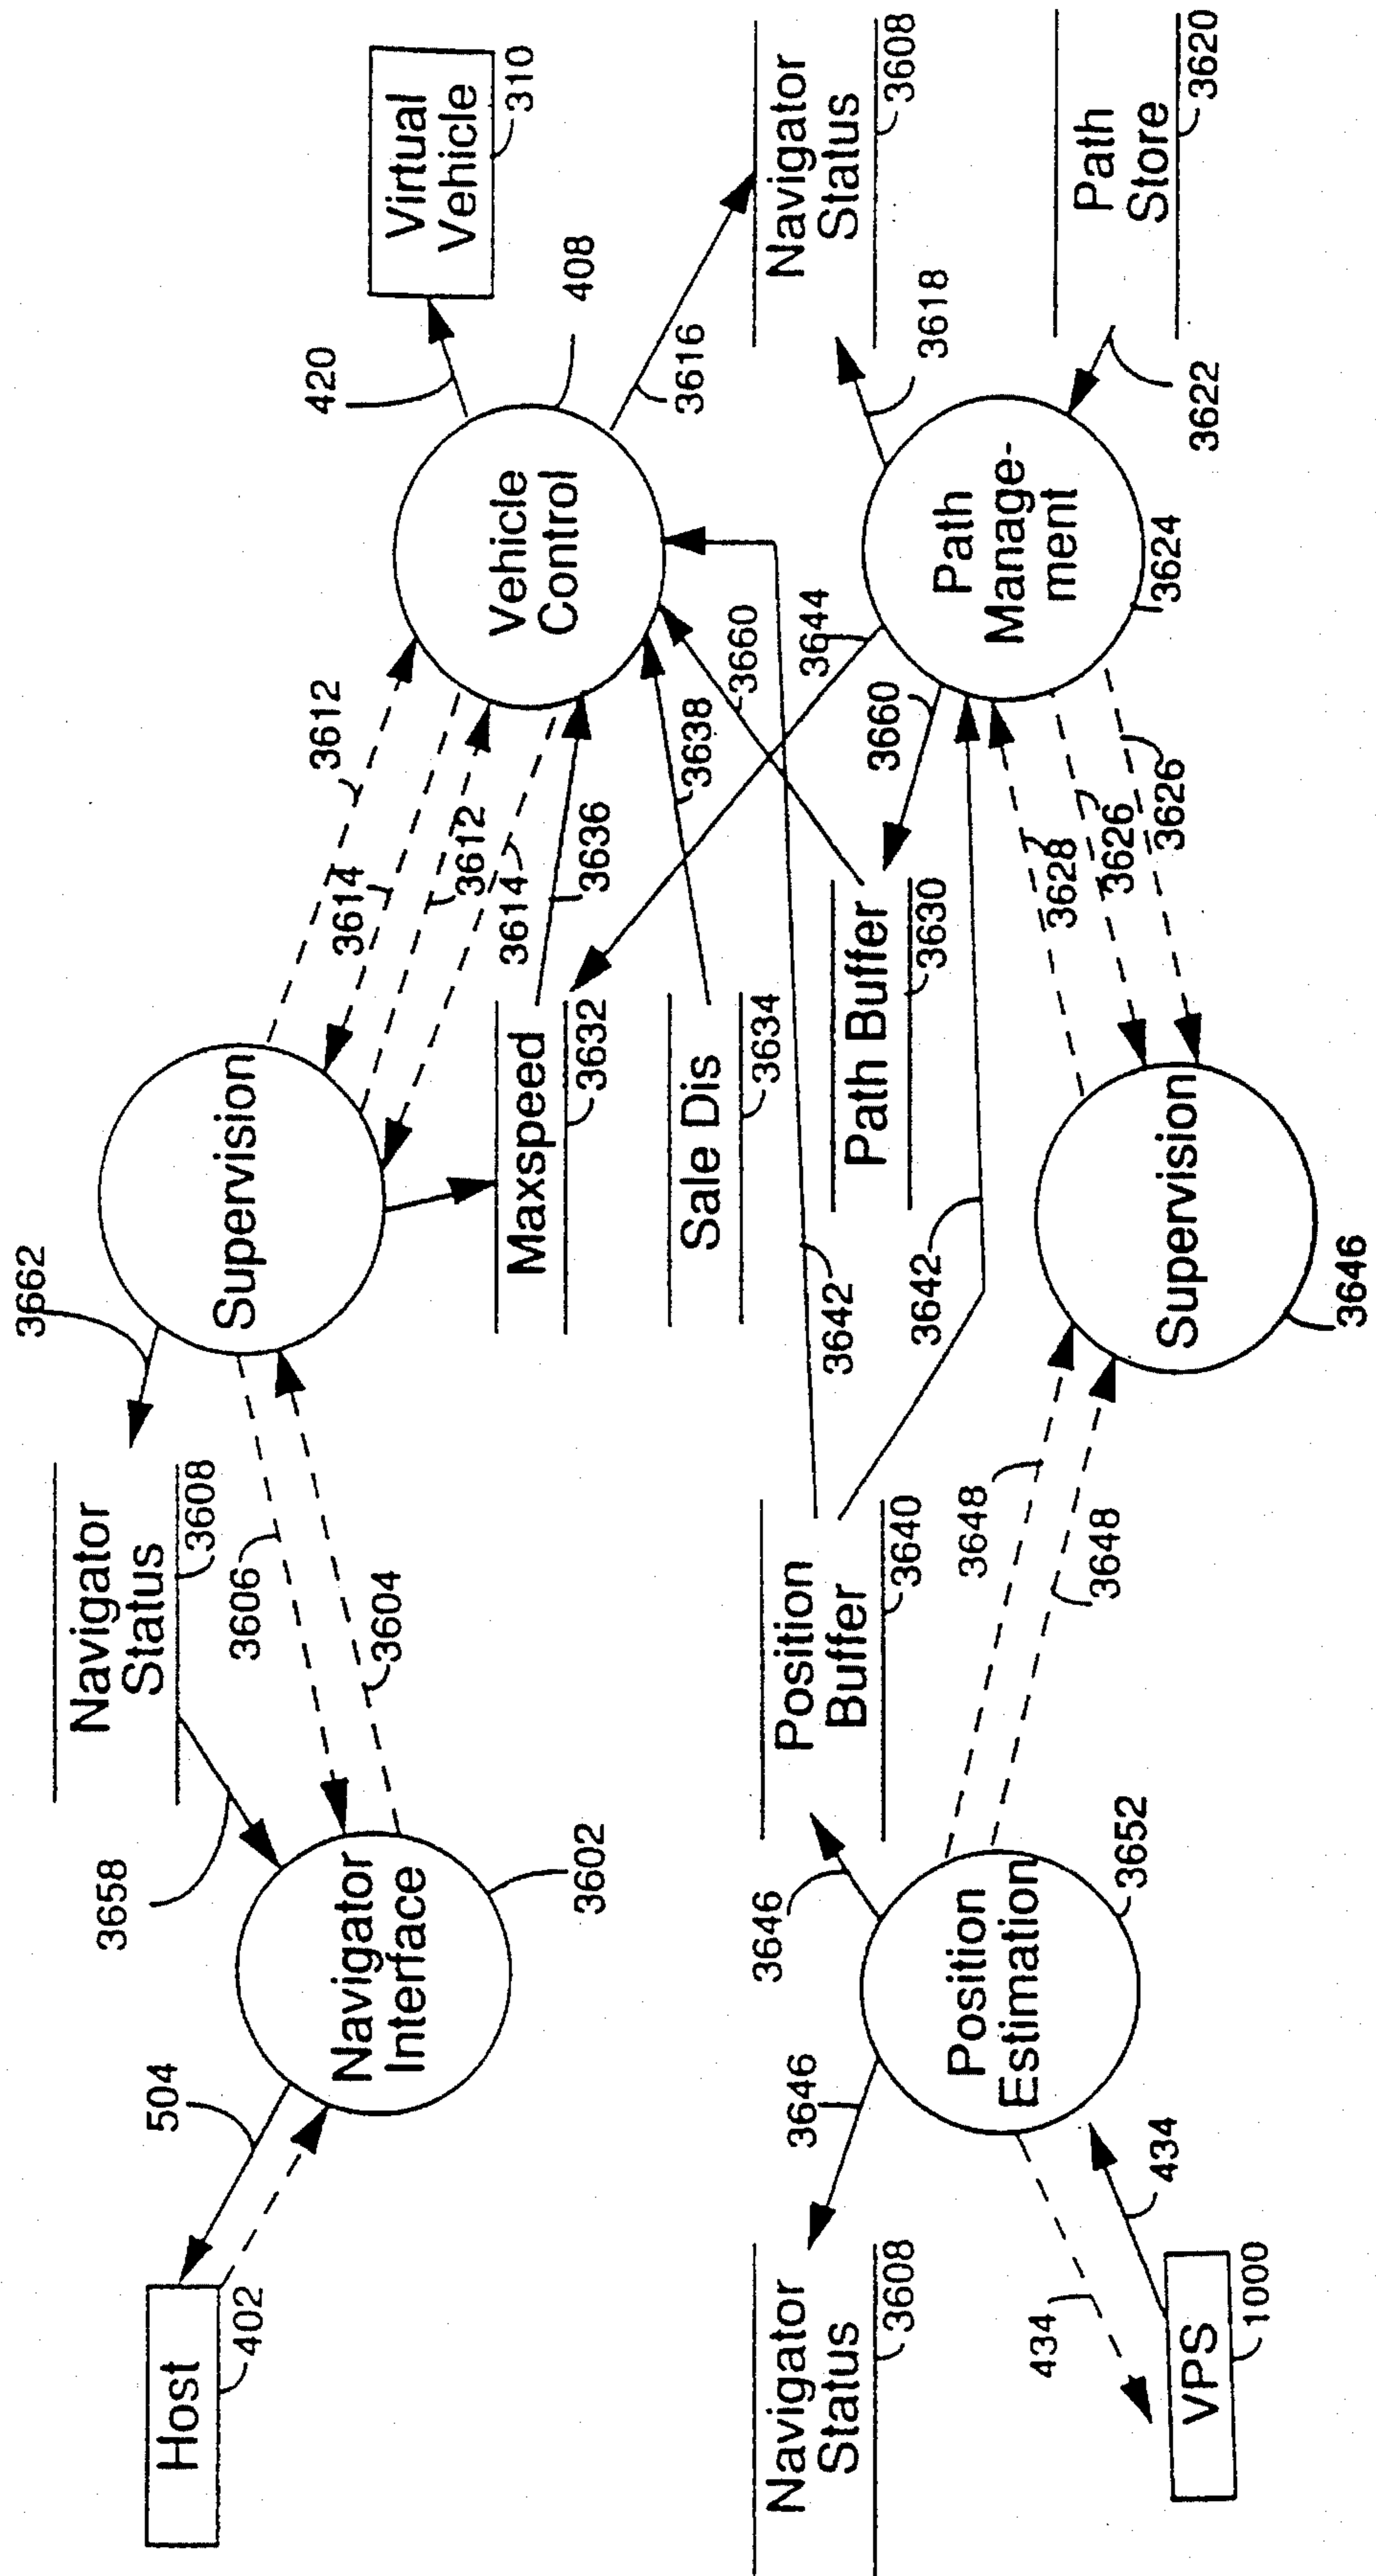 Host
402
504
Navigator
Interface
3602
3658
Navigator
Status
3608
3606
3604
3662
Supervision
3612
3614
3612
3614
Maxspeed
3632
3636
Sale Dis
3634
3638
3660
Vehicle
Control
408
420
Virtual
Vehicle
310
3616
Navigator
Status
3608
3618
Path
Store
3620
3622
Path
Manage-
ment
3624
3644
3660
Path Buffer
3630
3642
3642
3628
3626
3626
Supervision
3646
3648
3648
Position
Buffer
3640
3646
3646
Position
Estimation
3652
Navigator
Status
3608
434
434
VPS
1000